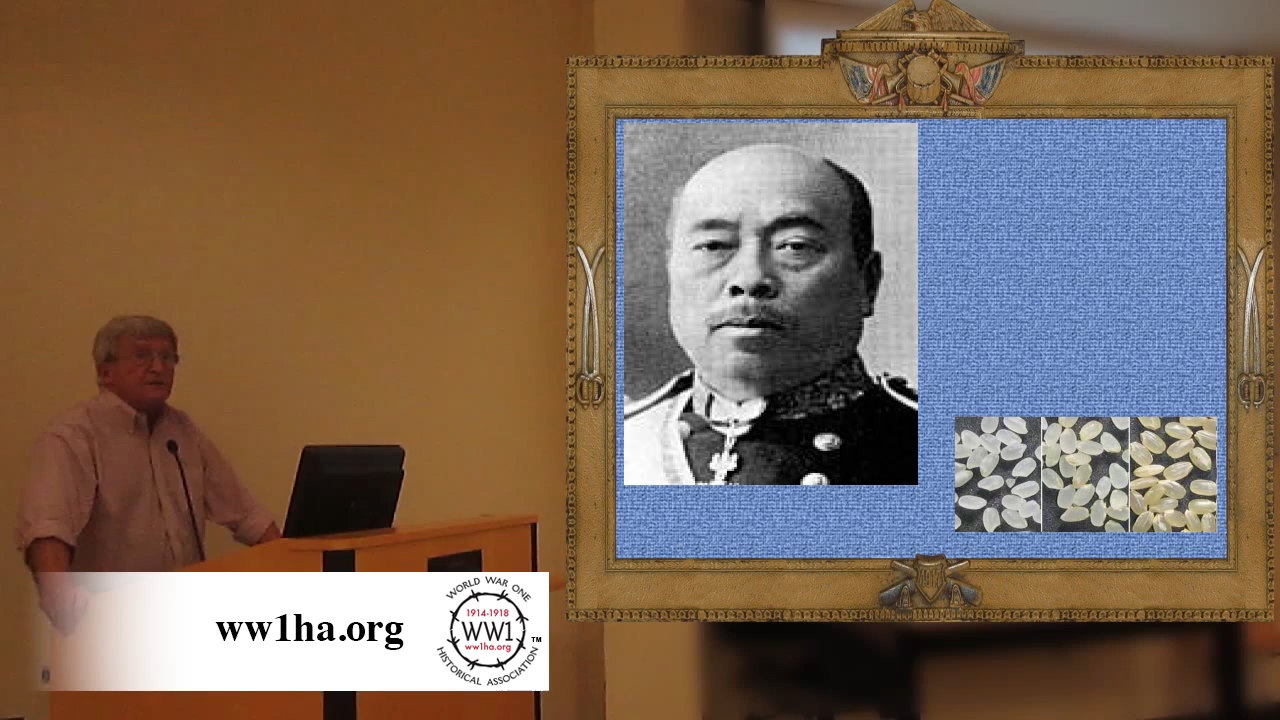 ww1ha.org
WORLD WAR ONE
1914-1918
WW1
ww1ha.org
HISTORICAL ASSOCIATION
TM